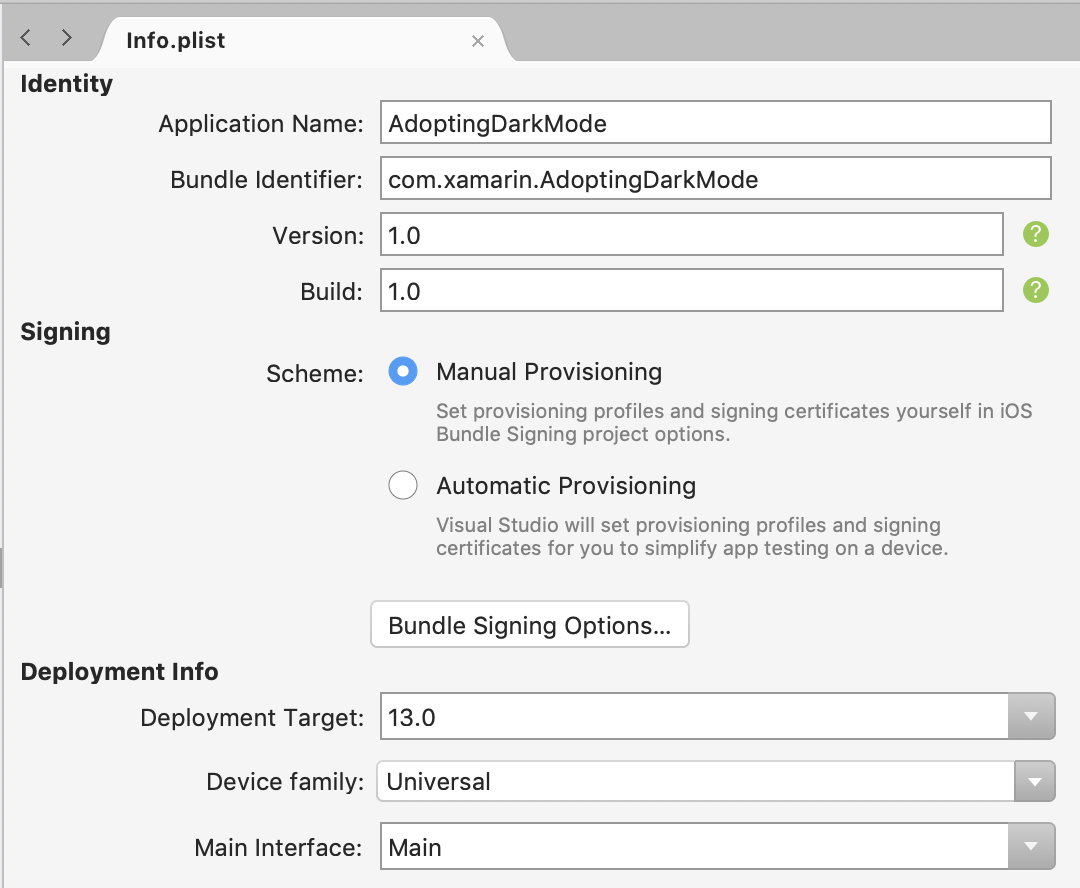 Info.plist
Identity
Application Name: AdoptingDarkMode
Bundle Identifier: com.xamarin.AdoptingDarkMode
Version: 1.0 ?
Build: 1.0 ?
Signing
Scheme: Manual Provisioning
Set provisioning profiles and signing certificates yourself in iOS
Bundle Signing project options.
Automatic Provisioning
Visual Studio will set provisioning profiles and signing
certificates for you to simplify app testing on a device.
Bundle Signing Options...
Deployment Info
Deployment Target: 13.0
Device family: Universal
Main Interface: Main